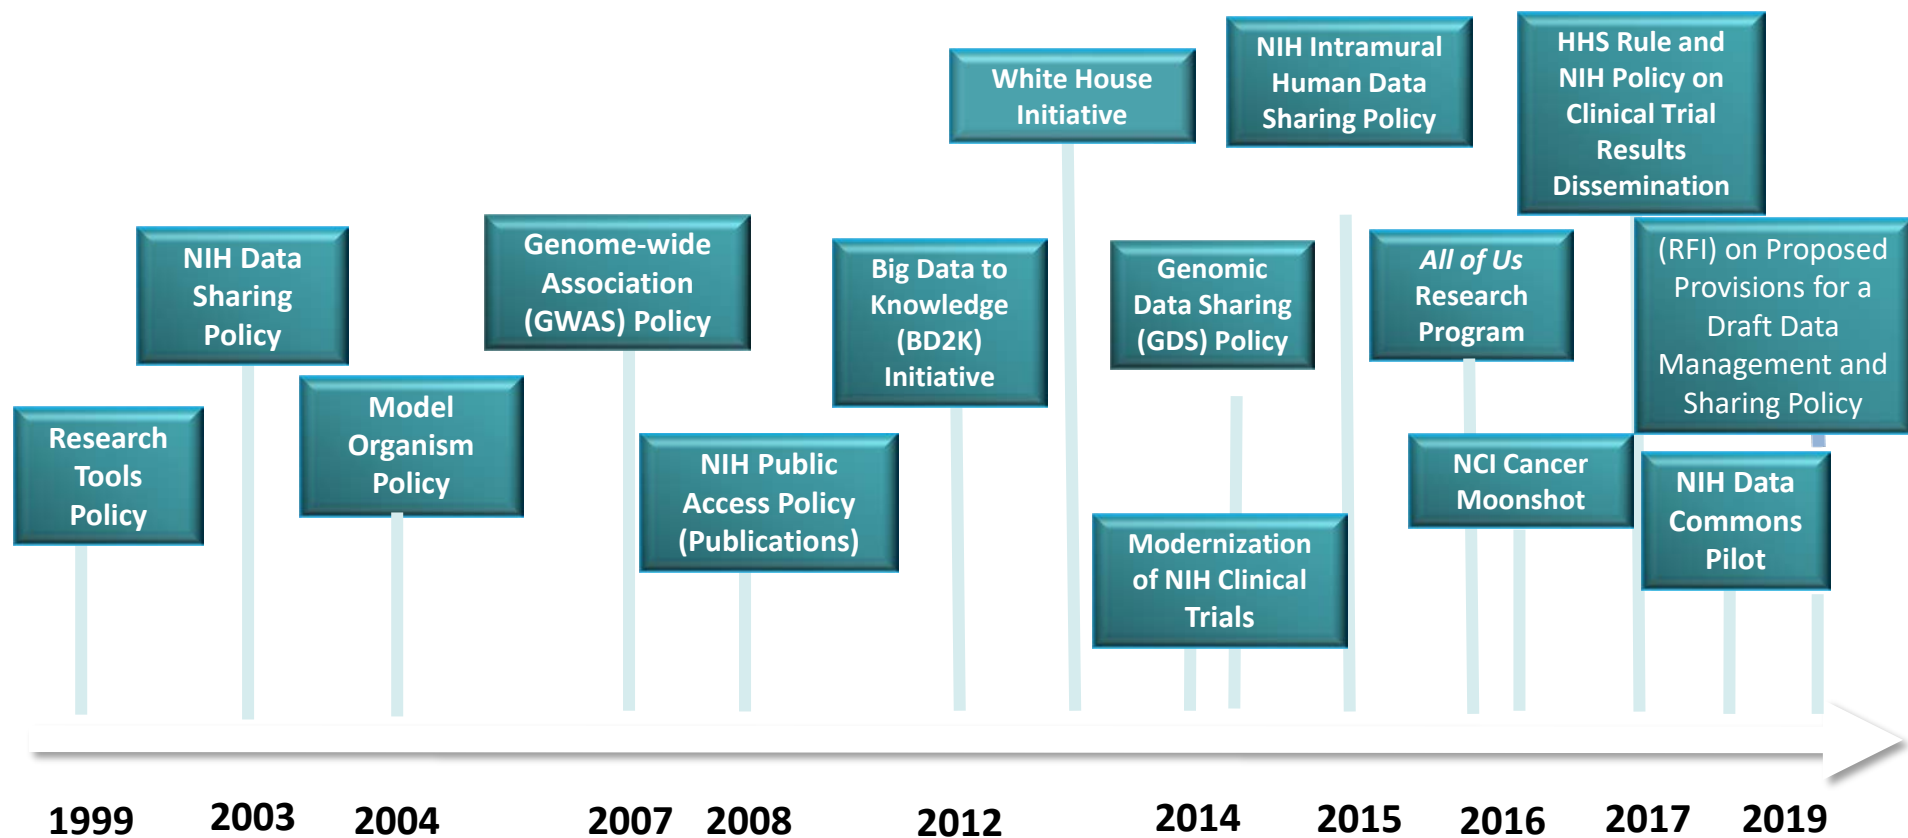 Research
Tools
Policy
NIH Data
Sharing
Policy
Model
Organism
Policy
Genome-wide
Association
(GWAS) Policy
NIH Public
Access Policy
(Publications)
Big Data to
Knowledge
(BD2K)
Initiative
White House
Initiative
Genomic
Data Sharing
(GDS) Policy
Modernization
of NIH Clinical
Trials
NIH Intramural
Human Data
Sharing Policy
All of Us
Research
Program
NCI Cancer
Moonshot
HHS Rule and
NIH Policy on
Clinical Trial
Results
Dissemination
(RFI) on Proposed
Provisions for a
Draft Data
Management and
Sharing Policy
NIH Data
Commons
Pilot
1999 2003 2004 2007 2008 2012 2014 2015 2016 2017 2019